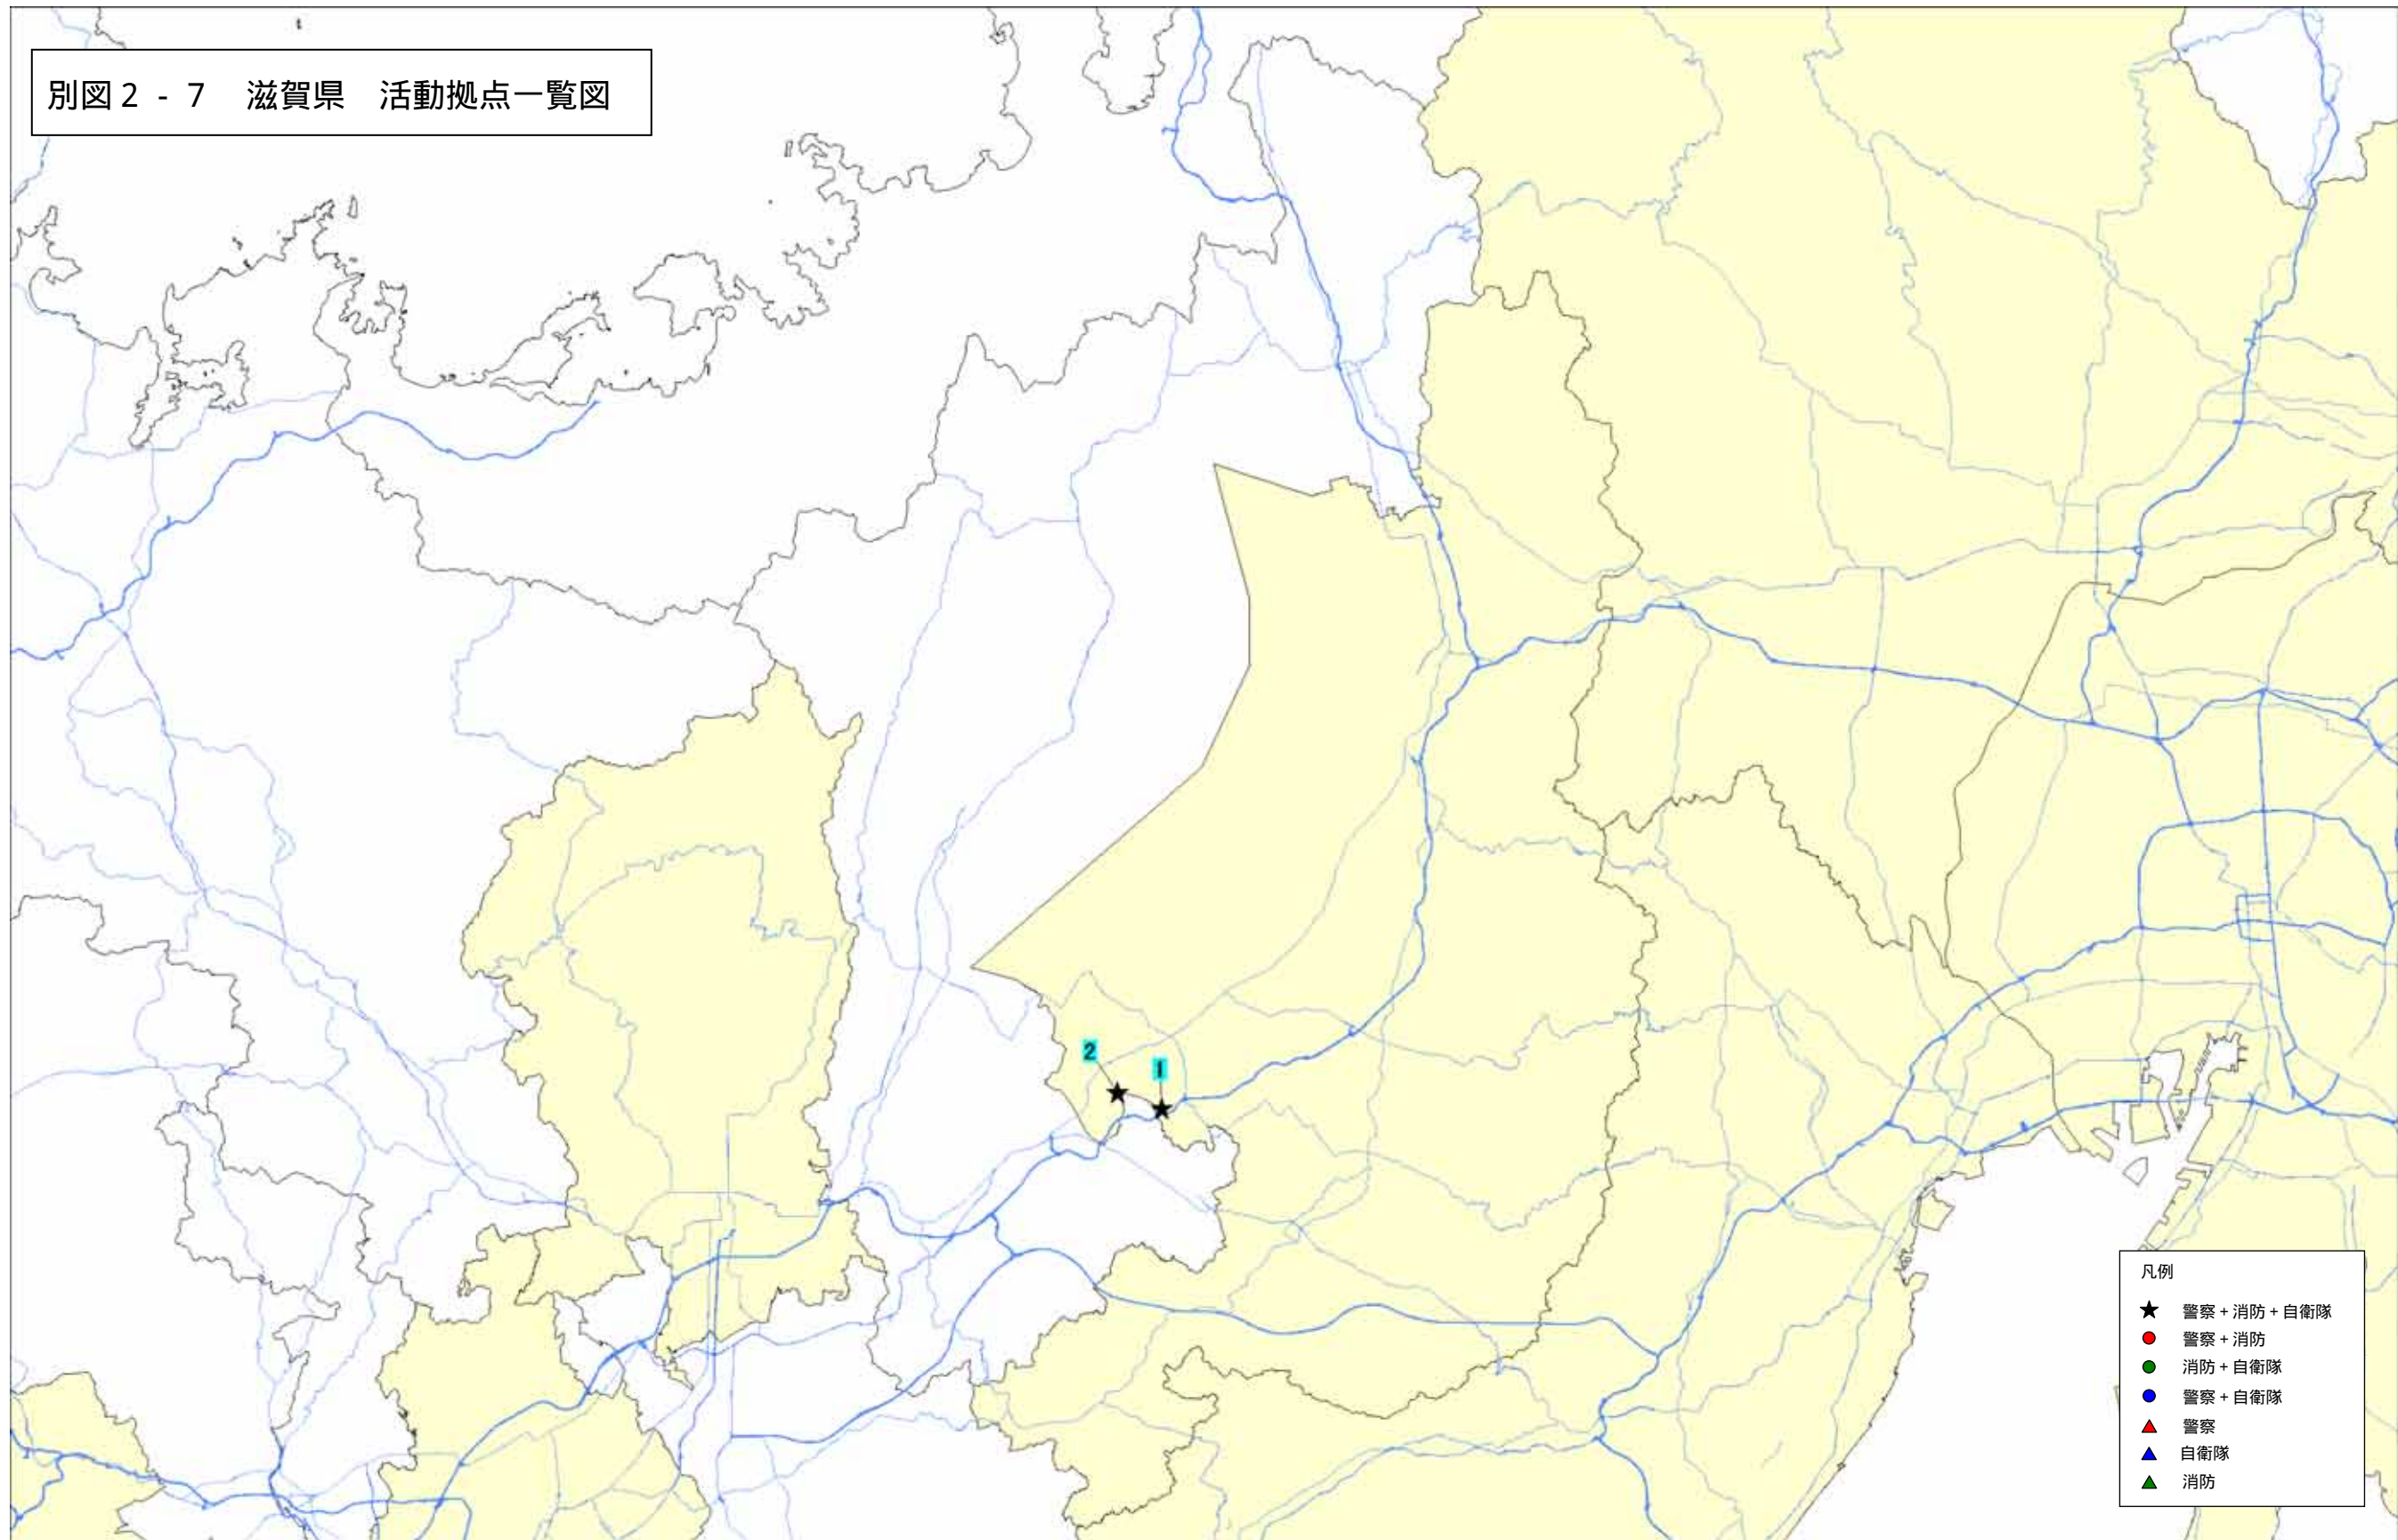 別図2-7 滋賀県 活動拠点一覧図
2
1
凡例
警察+消防+自衛隊
警察+消防
消防+自衛隊
警察+自衛隊
警察
自衛隊
消防